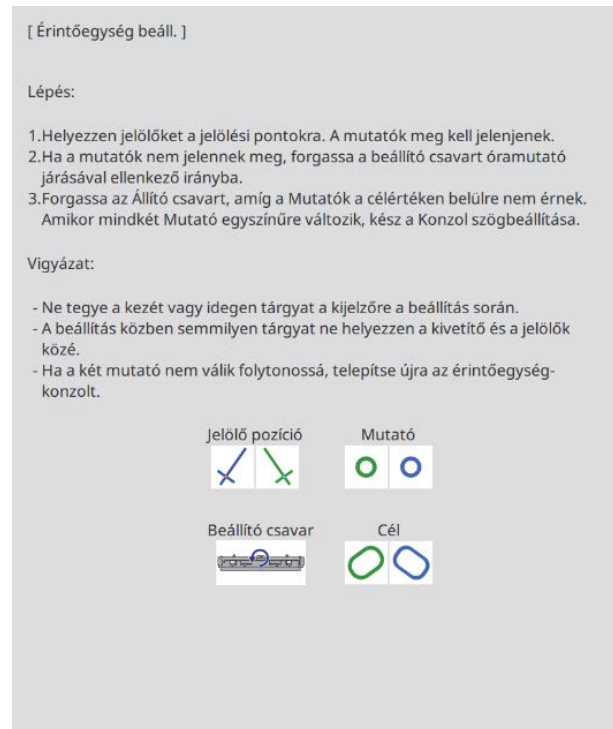 [ Érintőegység beáll. ]
Lépés:
1.Helyezzen jelölőket a jelölési pontokra. A mutatók meg kell jelenjenek.
2.Ha a mutatók nem jelennek meg, forgassa a beállító csavart óramutató
járásával ellenkező irányba.
3.Forgassa az Állító csavart, amíg a Mutatók a célértéken belülre nem érnek.
Amikor mindkét Mutató egyszínűre változik, kész a Konzol szögbeállítása.
Vigyázat:
- Ne tegye a kezét vagy idegen tárgyat a kijelzőre a beállítás során.
- A beállítás közben semmilyen tárgyat ne helyezzen a kivetítő és a jelölők
közé.
- Ha a két mutató nem válik folytonossá, telepítse újra az érintőegység-
konzolt.
Jelölő pozíció Mutató
Beállító csavar Cél